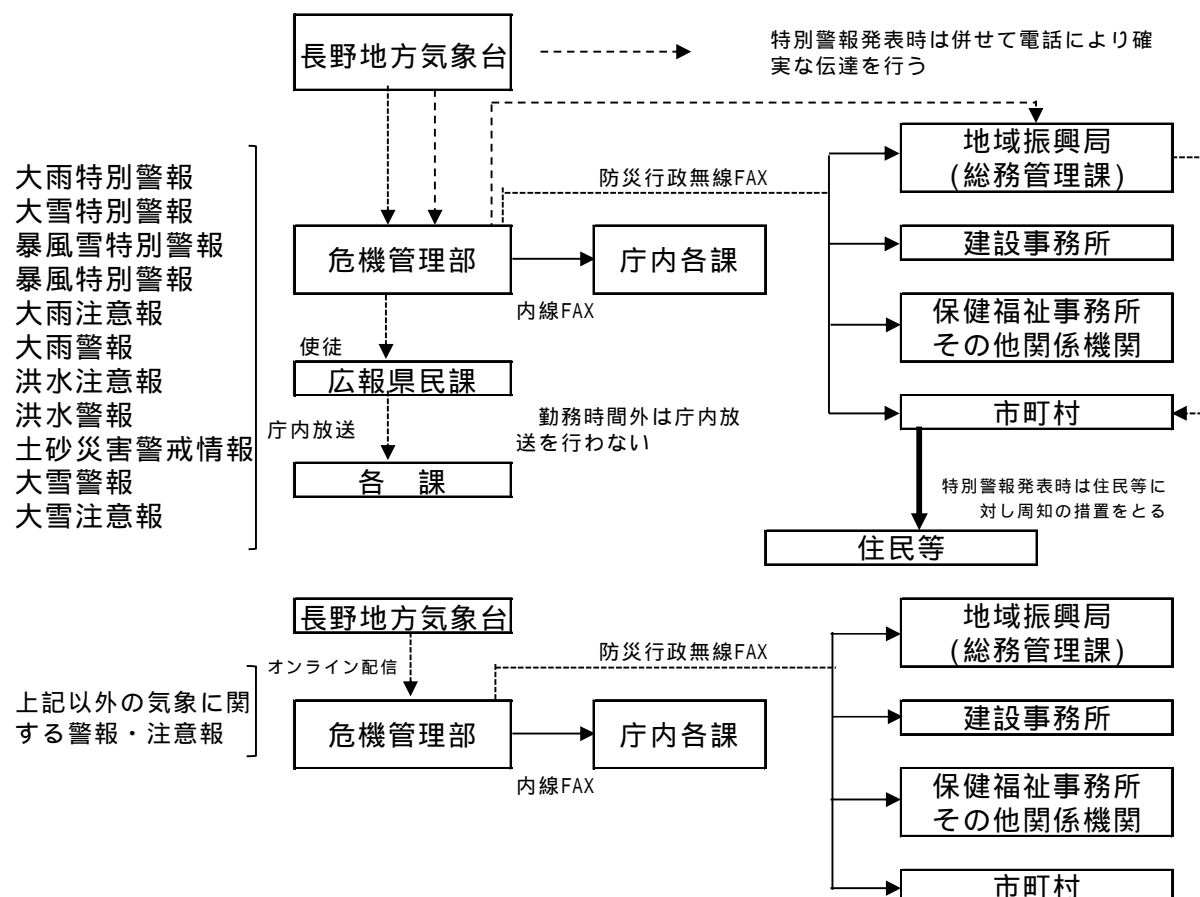 長野地方気象台
特別警報発表時は併せて電話により確
実な伝達を行う
地域振興局
(総務管理課)
防災行政無線FAX
大雨特別警報
大雪特別警報
暴風雪特別警報
暴風特別警報
大雨注意報
大雨警報
洪水注意報
洪水警報
土砂災害警戒情報
大雪警報
大雪注意報
危機管理部
庁内各課
建設事務所
内線FAX
保健福祉事務所
その他関係機関
使徒
広報県民課
市町村
庁内放送
勤務時間外は庁内放
送を行わない
各 課
特別警報発表時は住民等に
対し周知の措置をとる
住民等
長野地方気象台
地域振興局
(総務管理課)
防災行政無線FAX
オンライン配信
上記以外の気象に関
する警報・注意報
危機管理部
庁内各課
建設事務所
内線FAX
保健福祉事務所
その他関係機関
市町村